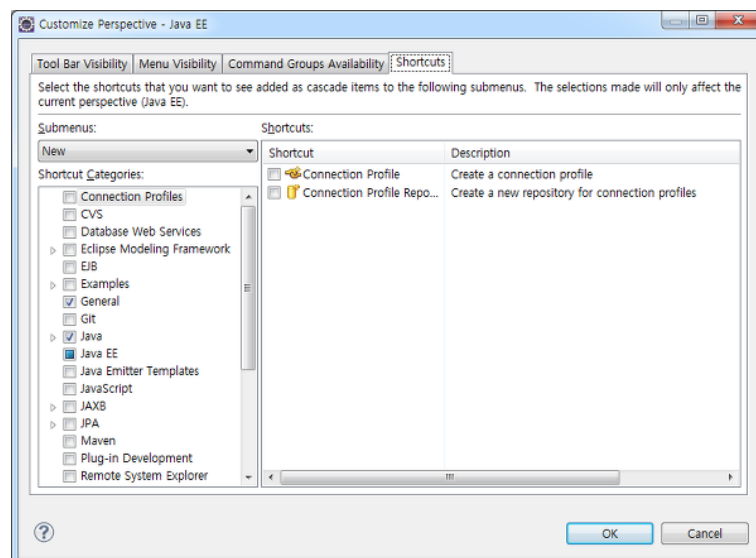 Customize Perspective - Java EE
Tool Bar Visibility
Menu Visibility
Command Groups Availability
Shortcuts
Select the shortcuts that you want to see added as cascade items to the following submenus. The selections made will only affect the
current perspective (Java EE).
Submenus:
New
Shortcut Categories:
Connection Profiles
CVS
Database Web Services
Eclipse Modeling Framework
EJB
Examples
General
Git
Java
Java EE
Java Emitter Templates
JavaScript
JAXB
JPA
Maven
Plug-in Development
Remote System Explorer
Shortcuts:
Shortcut Description
Connection Profile Create a connection profile
Connection Profile Repo... Create a new repository for connection profiles
?
OK
Cancel